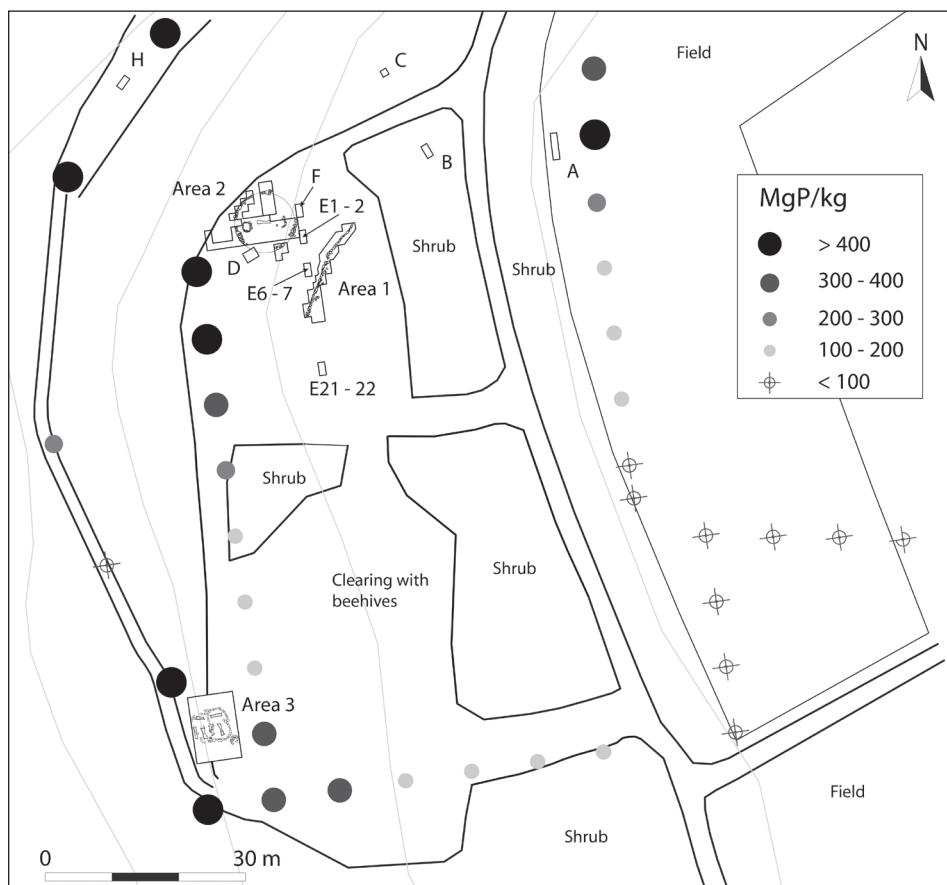 H
C
Field
N
B
A
Area 2
F
E1 - 2
D
E6 - 7
Area 1
Shrub
Shrub
MgP/kg
> 400
300 - 400
200 - 300
100 - 200
< 100
E21 - 22
Shrub
Clearing with
beehives
Shrub
Area 3
Field
Shrub
0
30 m